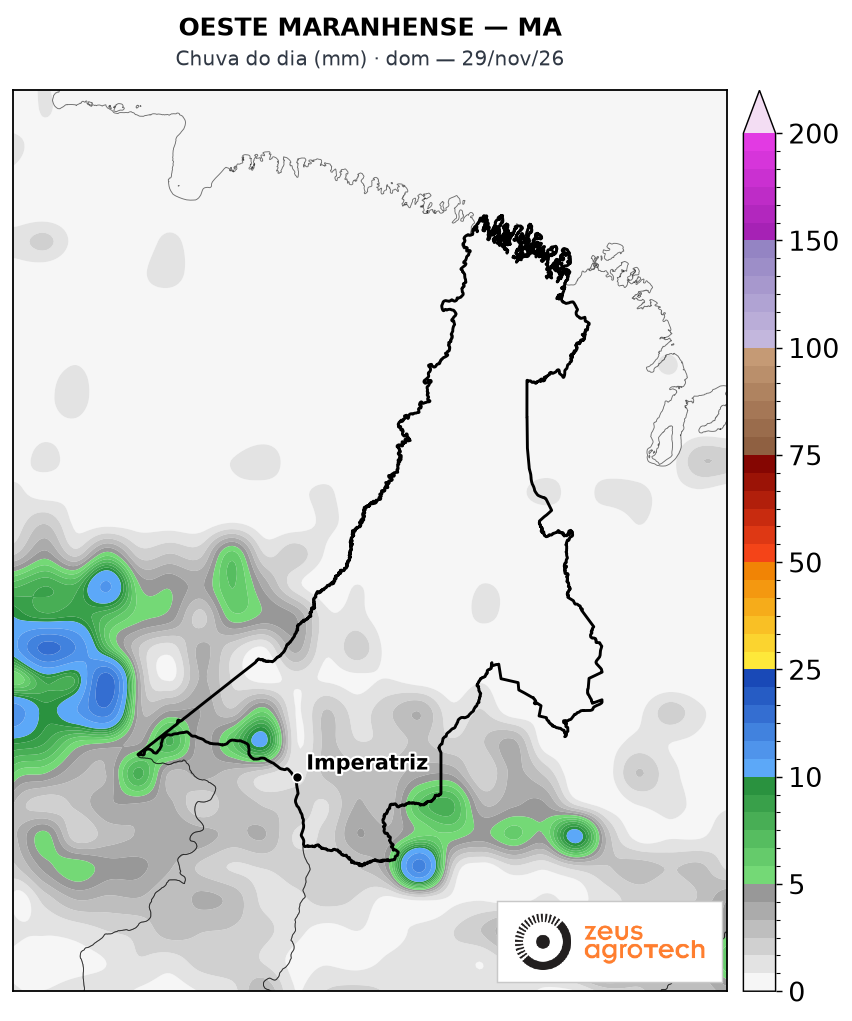 OESTE MARANHENSE — MA
Chuva do dia (mm) · dom — 29/nov/26
200
150
100
75
50
25
10
5
0
Imperatriz
zeus
agrotech